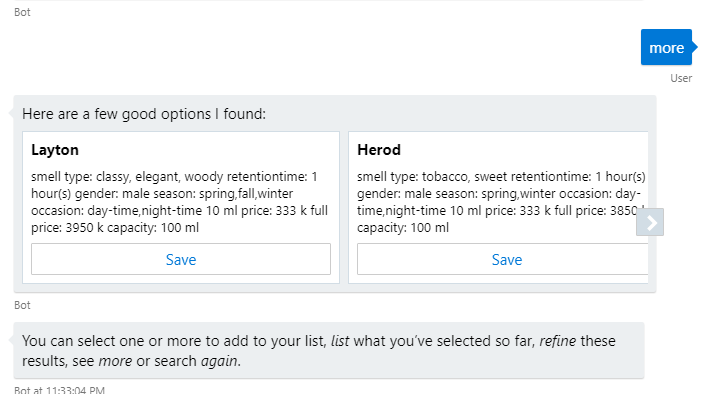 Bot
more
User
Here are a few good options I found:
Layton
smell type: classy, elegant, woody retentiontime: 1
hour(s) gender: male season: spring,fall,winter
occasion: day-time,night-time 10 ml price: 333 k full
price: 3950 k capacity: 100 ml
Save
Herod
smell type: tobacco, sweet retentiontime: 1 hour(s)
gender: male season: spring,winter occasion: day-
time,night-time 10 ml price: 333 k full price: 3850
capacity: 100 ml
Save
Bot
You can select one or more to add to your list, list what you've selected so far, refine these
results, see more or search again.
Bot at 11:33:04 PM